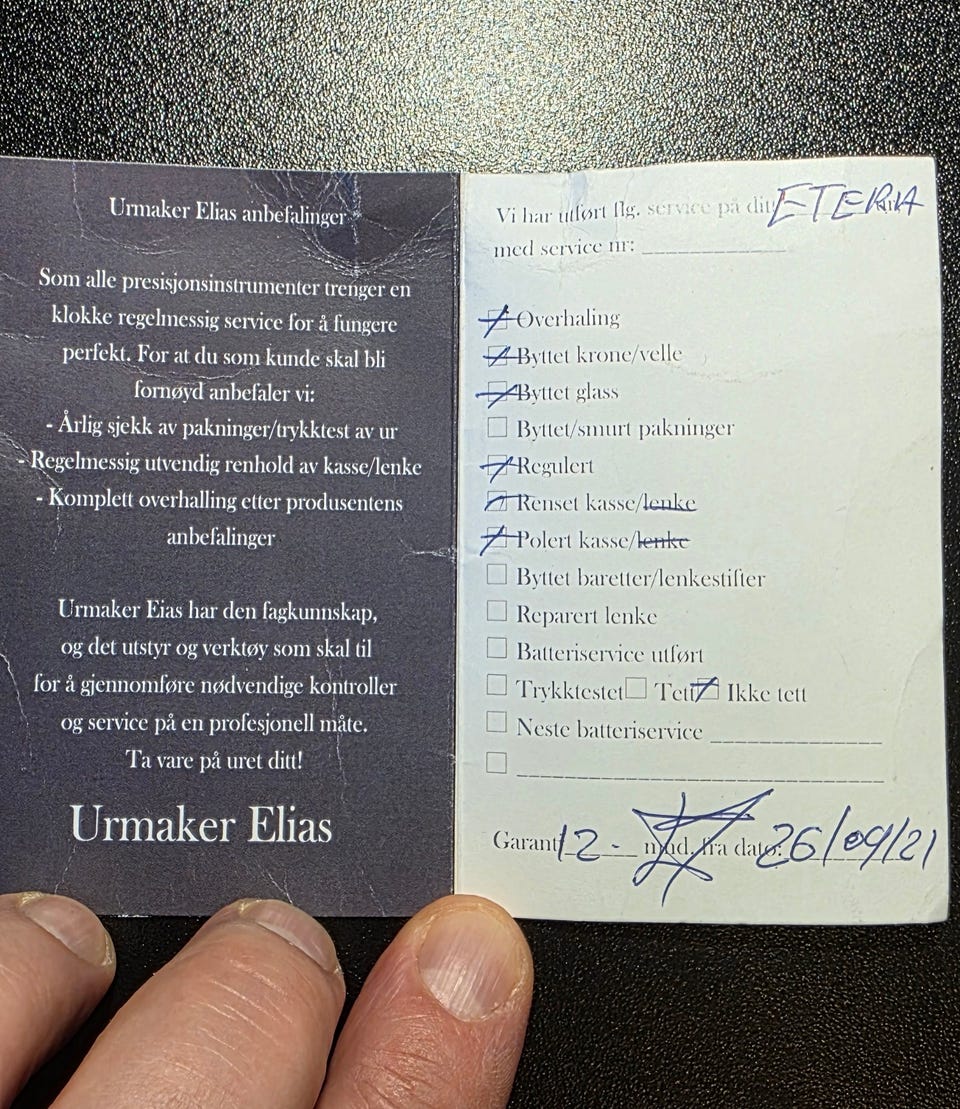 Urmaker Elias anbefalinger
Som alle presisjonsinstrumenter trenger en
klokke regelmessig service for å fungere
perfekt. For at du som kunde skal bli
fornøyd anbefaler vi:
- Årlig sjekk av pakninger/trykktest av ur
- Regelmessig utvendig renhold av kasse/lenke
- Komplett overhalling etter produsentens
anbefalinger
Urmaker Eias har den fagkunnskap,
og det utstyr og verktøy som skal til
for å gjennomføre nødvendige kontroller
og service på en profesjonell måte.
Ta vare på uret ditt!
Urmaker Elias
Vi har utført flg. service på ditt
med service nr:
Overhaling
Byttet krone/velle
Byttet glass
Byttet/smurt pakninger
Regulert
Renset kasse/lenke
Polert kasse/lenke
Byttet baretter/lenkestifter
Reparert lenke
Batteriservice utført
Trykktestet Tett Ikke tett
Neste batteriservice
Garanti 12 - mnd. fra dato: 26/09/21